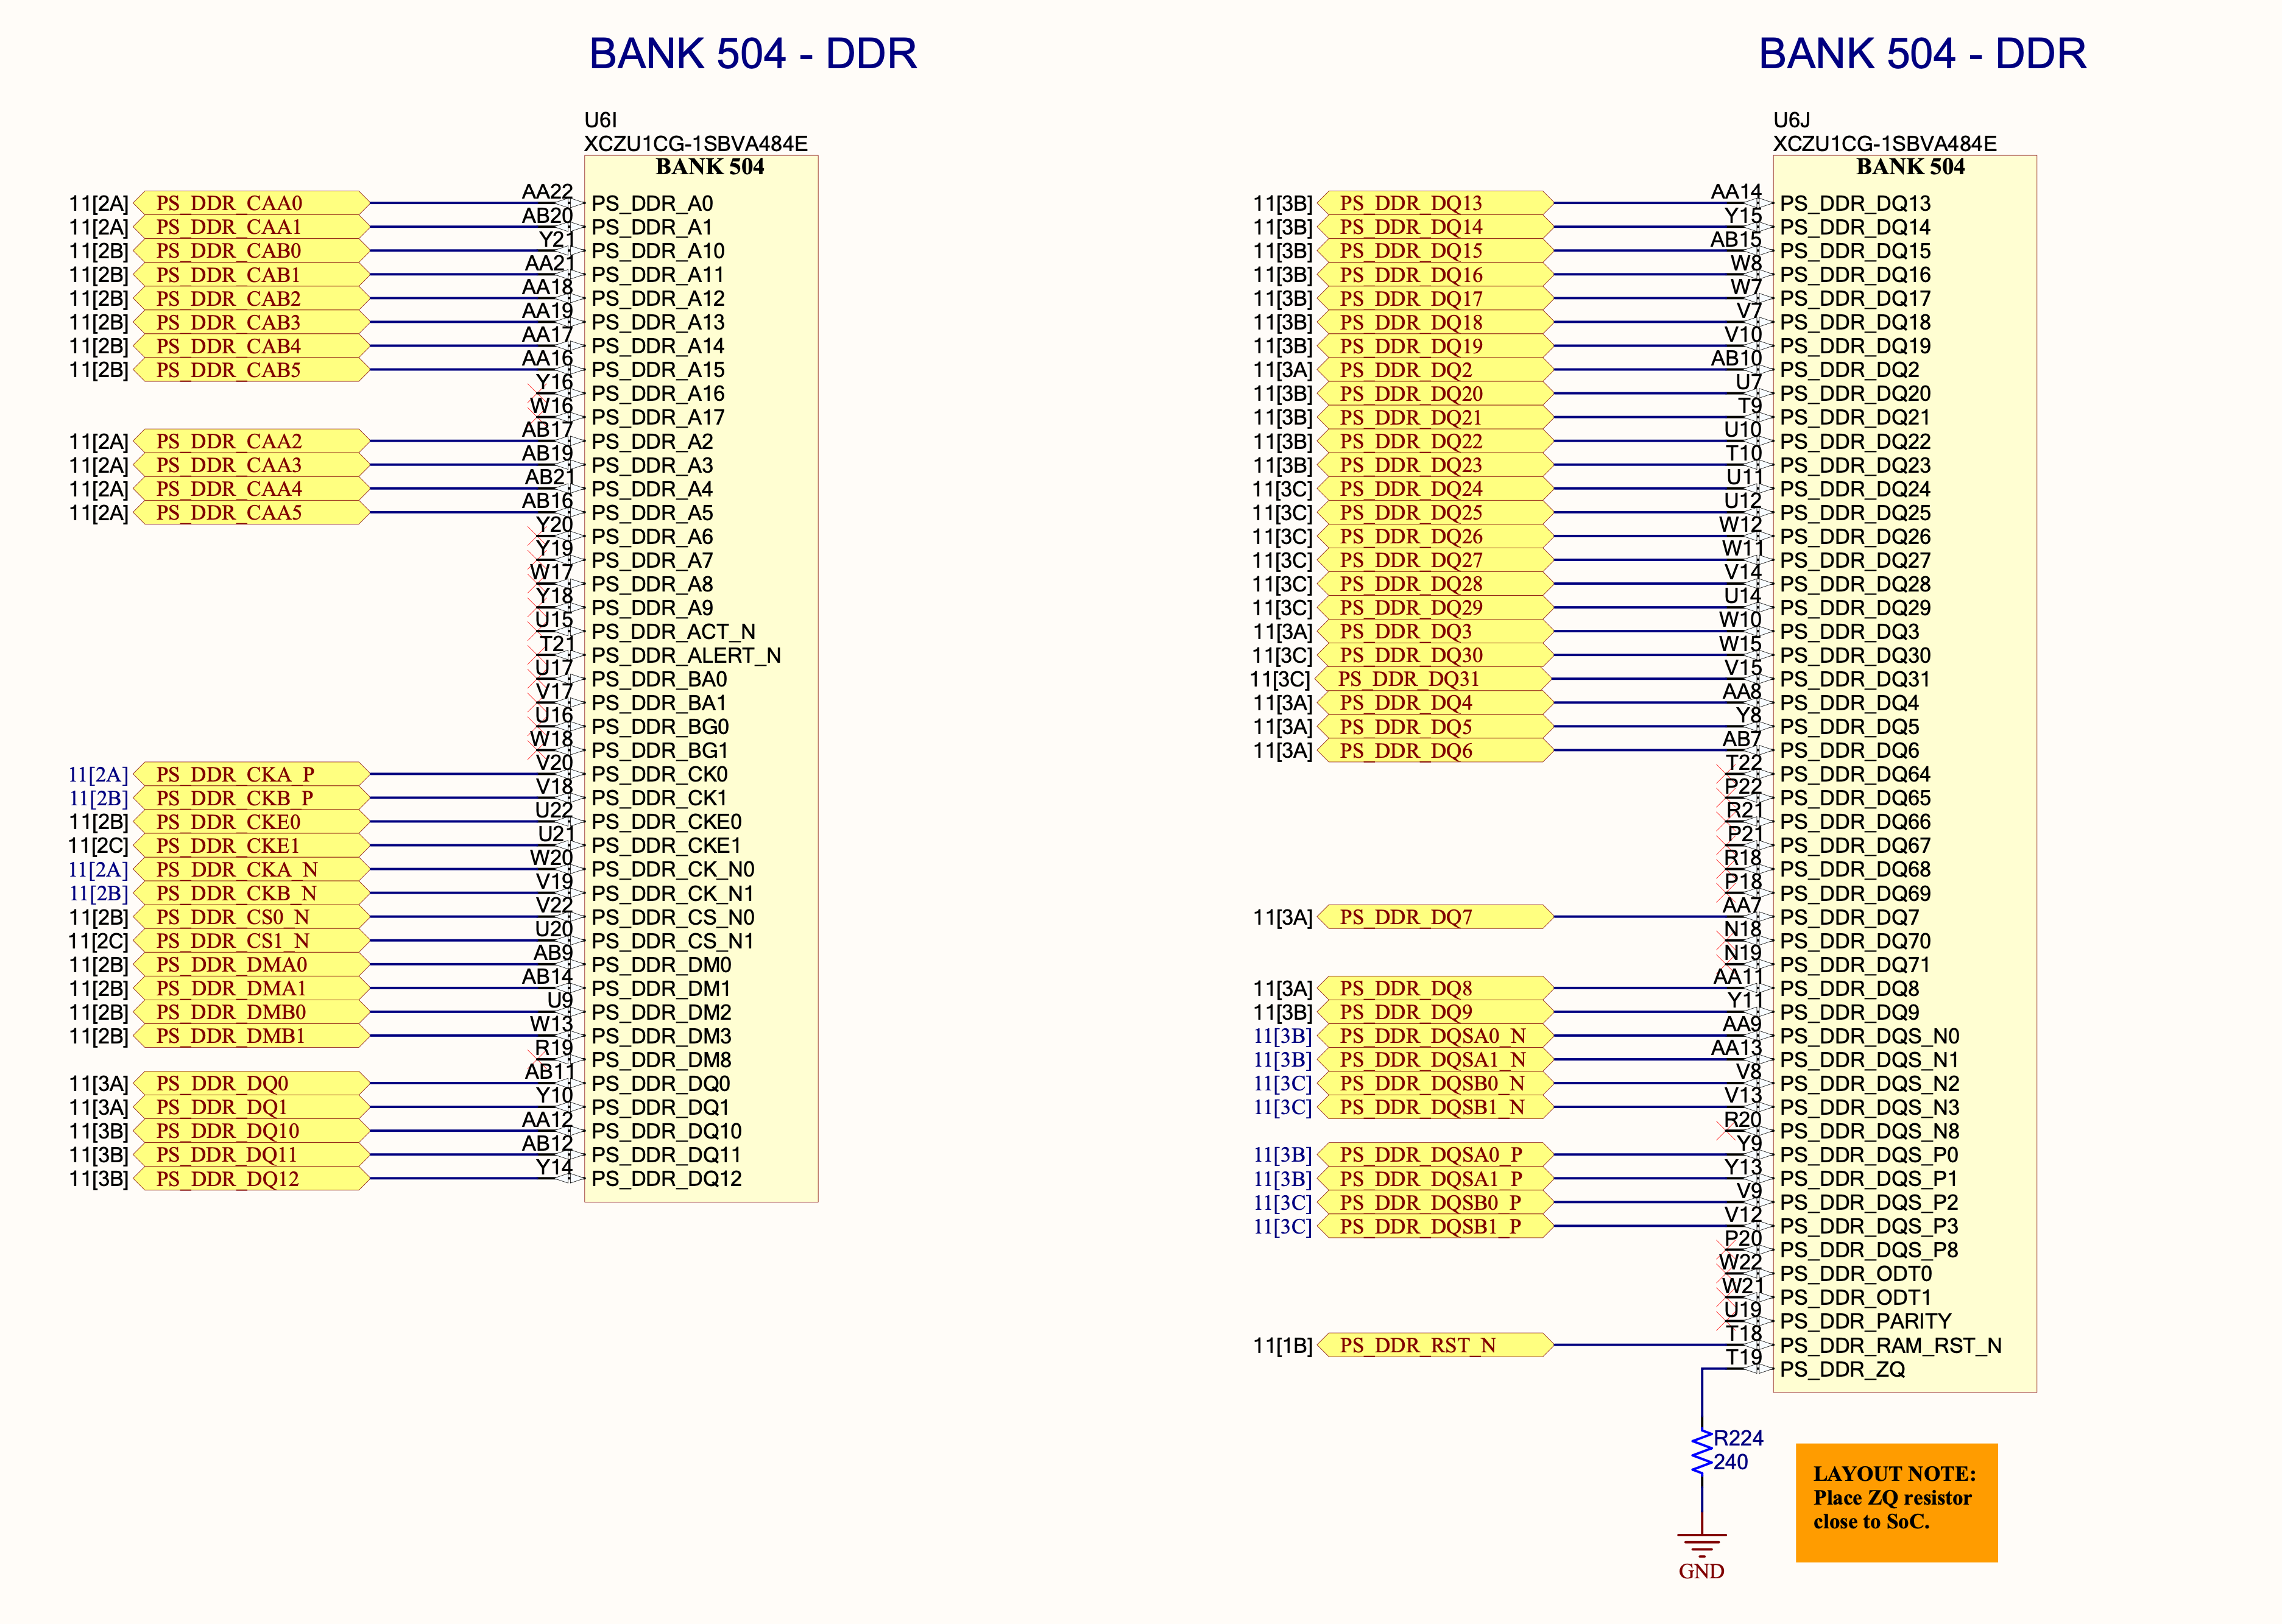 BANK 504 - DDR
U6I
XCZU1CG-1SBVA484E
BANK 504
11[2A] PS_DDR_CAA0 AA22 PS_DDR_A0
11[2A] PS_DDR_CAA1 AB20 PS_DDR_A1
11[2B] PS_DDR_CAB0 Y21 PS_DDR_A10
11[2B] PS_DDR_CAB1 AA21 PS_DDR_A11
11[2B] PS_DDR_CAB2 AA18 PS_DDR_A12
11[2B] PS_DDR_CAB3 AA19 PS_DDR_A13
11[2B] PS_DDR_CAB4 AA17 PS_DDR_A14
11[2B] PS_DDR_CAB5 AA16 PS_DDR_A15
Y16 PS_DDR_A16
W16 PS_DDR_A17
11[2A] PS_DDR_CAA2 AB17 PS_DDR_A2
11[2A] PS_DDR_CAA3 AB19 PS_DDR_A3
11[2A] PS_DDR_CAA4 AB21 PS_DDR_A4
11[2A] PS_DDR_CAA5 AB16 PS_DDR_A5
Y20 PS_DDR_A6
Y19 PS_DDR_A7
W17 PS_DDR_A8
Y18 PS_DDR_A9
U15 PS_DDR_ACT_N
T21 PS_DDR_ALERT_N
U17 PS_DDR_BA0
V17 PS_DDR_BA1
U16 PS_DDR_BG0
W18 PS_DDR_BG1
11[2A] PS_DDR_CKA_P V20 PS_DDR_CK0
11[2B] PS_DDR_CKB_P V18 PS_DDR_CK1
11[2B] PS_DDR_CKE0 U22 PS_DDR_CKE0
11[2C] PS_DDR_CKE1 U21 PS_DDR_CKE1
11[2A] PS_DDR_CKA_N W20 PS_DDR_CK_N0
11[2B] PS_DDR_CKB_N V19 PS_DDR_CK_N1
11[2B] PS_DDR_CS0_N V22 PS_DDR_CS_N0
11[2C] PS_DDR_CS1_N U20 PS_DDR_CS_N1
11[2B] PS_DDR_DMA0 AB9 PS_DDR_DM0
11[2B] PS_DDR_DMA1 AB14 PS_DDR_DM1
11[2B] PS_DDR_DMB0 U9 PS_DDR_DM2
11[2B] PS_DDR_DMB1 W13 PS_DDR_DM3
R19 PS_DDR_DM8
11[3A] PS_DDR_DQ0 AB11 PS_DDR_DQ0
11[3A] PS_DDR_DQ1 Y10 PS_DDR_DQ1
11[3B] PS_DDR_DQ10 AA12 PS_DDR_DQ10
11[3B] PS_DDR_DQ11 AB12 PS_DDR_DQ11
11[3B] PS_DDR_DQ12 Y14 PS_DDR_DQ12
BANK 504 - DDR
U6J
XCZU1CG-1SBVA484E
BANK 504
11[3B] PS_DDR_DQ13 AA14 PS_DDR_DQ13
11[3B] PS_DDR_DQ14 Y15 PS_DDR_DQ14
11[3B] PS_DDR_DQ15 AB15 PS_DDR_DQ15
11[3B] PS_DDR_DQ16 W8 PS_DDR_DQ16
11[3B] PS_DDR_DQ17 W7 PS_DDR_DQ17
11[3B] PS_DDR_DQ18 V7 PS_DDR_DQ18
11[3B] PS_DDR_DQ19 V10 PS_DDR_DQ19
11[3A] PS_DDR_DQ2 AB10 PS_DDR_DQ2
11[3B] PS_DDR_DQ20 U7 PS_DDR_DQ20
11[3B] PS_DDR_DQ21 T9 PS_DDR_DQ21
11[3B] PS_DDR_DQ22 U10 PS_DDR_DQ22
11[3B] PS_DDR_DQ23 T10 PS_DDR_DQ23
11[3C] PS_DDR_DQ24 U11 PS_DDR_DQ24
11[3C] PS_DDR_DQ25 U12 PS_DDR_DQ25
11[3C] PS_DDR_DQ26 W12 PS_DDR_DQ26
11[3C] PS_DDR_DQ27 W11 PS_DDR_DQ27
11[3C] PS_DDR_DQ28 V14 PS_DDR_DQ28
11[3C] PS_DDR_DQ29 U14 PS_DDR_DQ29
11[3A] PS_DDR_DQ3 W10 PS_DDR_DQ3
11[3C] PS_DDR_DQ30 W15 PS_DDR_DQ30
11[3C] PS_DDR_DQ31 V15 PS_DDR_DQ31
11[3A] PS_DDR_DQ4 AA8 PS_DDR_DQ4
11[3A] PS_DDR_DQ5 Y8 PS_DDR_DQ5
11[3A] PS_DDR_DQ6 AB7 PS_DDR_DQ6
T22 PS_DDR_DQ64
P22 PS_DDR_DQ65
R21 PS_DDR_DQ66
P21 PS_DDR_DQ67
R18 PS_DDR_DQ68
P18 PS_DDR_DQ69
11[3A] PS_DDR_DQ7 AA7 PS_DDR_DQ7
N18 PS_DDR_DQ70
N19 PS_DDR_DQ71
11[3A] PS_DDR_DQ8 AA11 PS_DDR_DQ8
11[3B] PS_DDR_DQ9 Y11 PS_DDR_DQ9
11[3B] PS_DDR_DQSA0_N AA9 PS_DDR_DQS_N0
11[3B] PS_DDR_DQSA1_N AA13 PS_DDR_DQS_N1
11[3C] PS_DDR_DQSB0_N V8 PS_DDR_DQS_N2
11[3C] PS_DDR_DQSB1_N V13 PS_DDR_DQS_N3
R20 PS_DDR_DQS_N8
11[3B] PS_DDR_DQSA0_P Y9 PS_DDR_DQS_P0
11[3B] PS_DDR_DQSA1_P Y13 PS_DDR_DQS_P1
11[3C] PS_DDR_DQSB0_P V9 PS_DDR_DQS_P2
11[3C] PS_DDR_DQSB1_P V12 PS_DDR_DQS_P3
P20 PS_DDR_DQS_P8
W22 PS_DDR_ODT0
W21 PS_DDR_ODT1
U19 PS_DDR_PARITY
11[1B] PS_DDR_RST_N T18 PS_DDR_RAM_RST_N
T19 PS_DDR_ZQ
R224
240
GND
LAYOUT NOTE:
Place ZQ resistor
close to SoC.